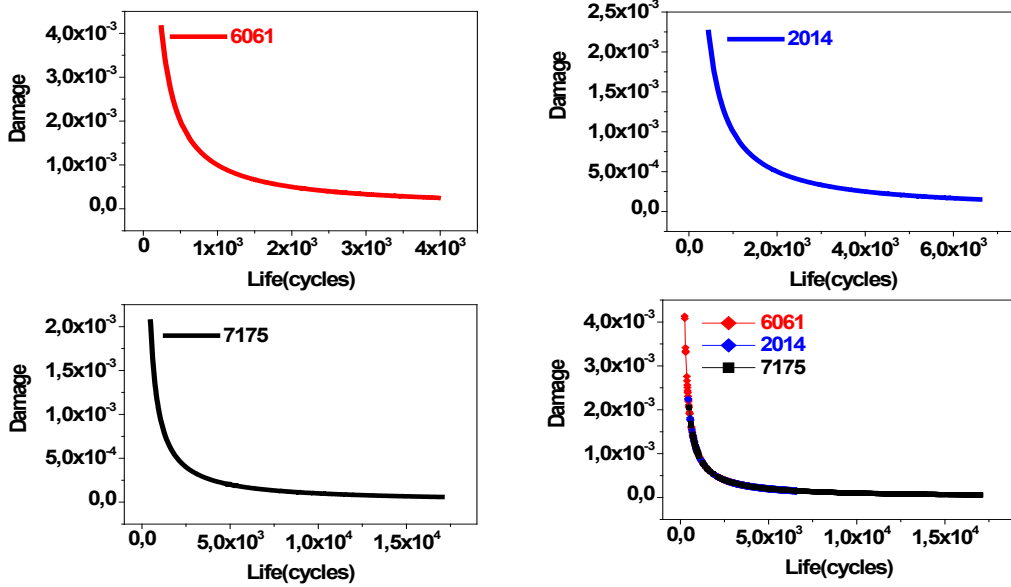 4,0x10⁻³
3,0x10⁻³
2,0x10⁻³
1,0x10⁻³
0,0
Damage
6061
0
1x10³
2x10³
3x10³
4x10³
Life(cycles)
2,5x10⁻³
2,0x10⁻³
1,5x10⁻³
1,0x10⁻³
5,0x10⁻⁴
0,0
Damage
2014
0,0
2,0x10³
4,0x10³
6,0x10³
Life(cycles)
2,0x10⁻³
1,5x10⁻³
1,0x10⁻³
5,0x10⁻⁴
0,0
Damage
7175
0,0
5,0x10³
1,0x10⁴
1,5x10⁴
Life(cycles)
4,0x10⁻³
3,0x10⁻³
2,0x10⁻³
1,0x10⁻³
0,0
Damage
6061
2014
7175
0,0
5,0x10³
1,0x10⁴
1,5x10⁴
Life(cycles)